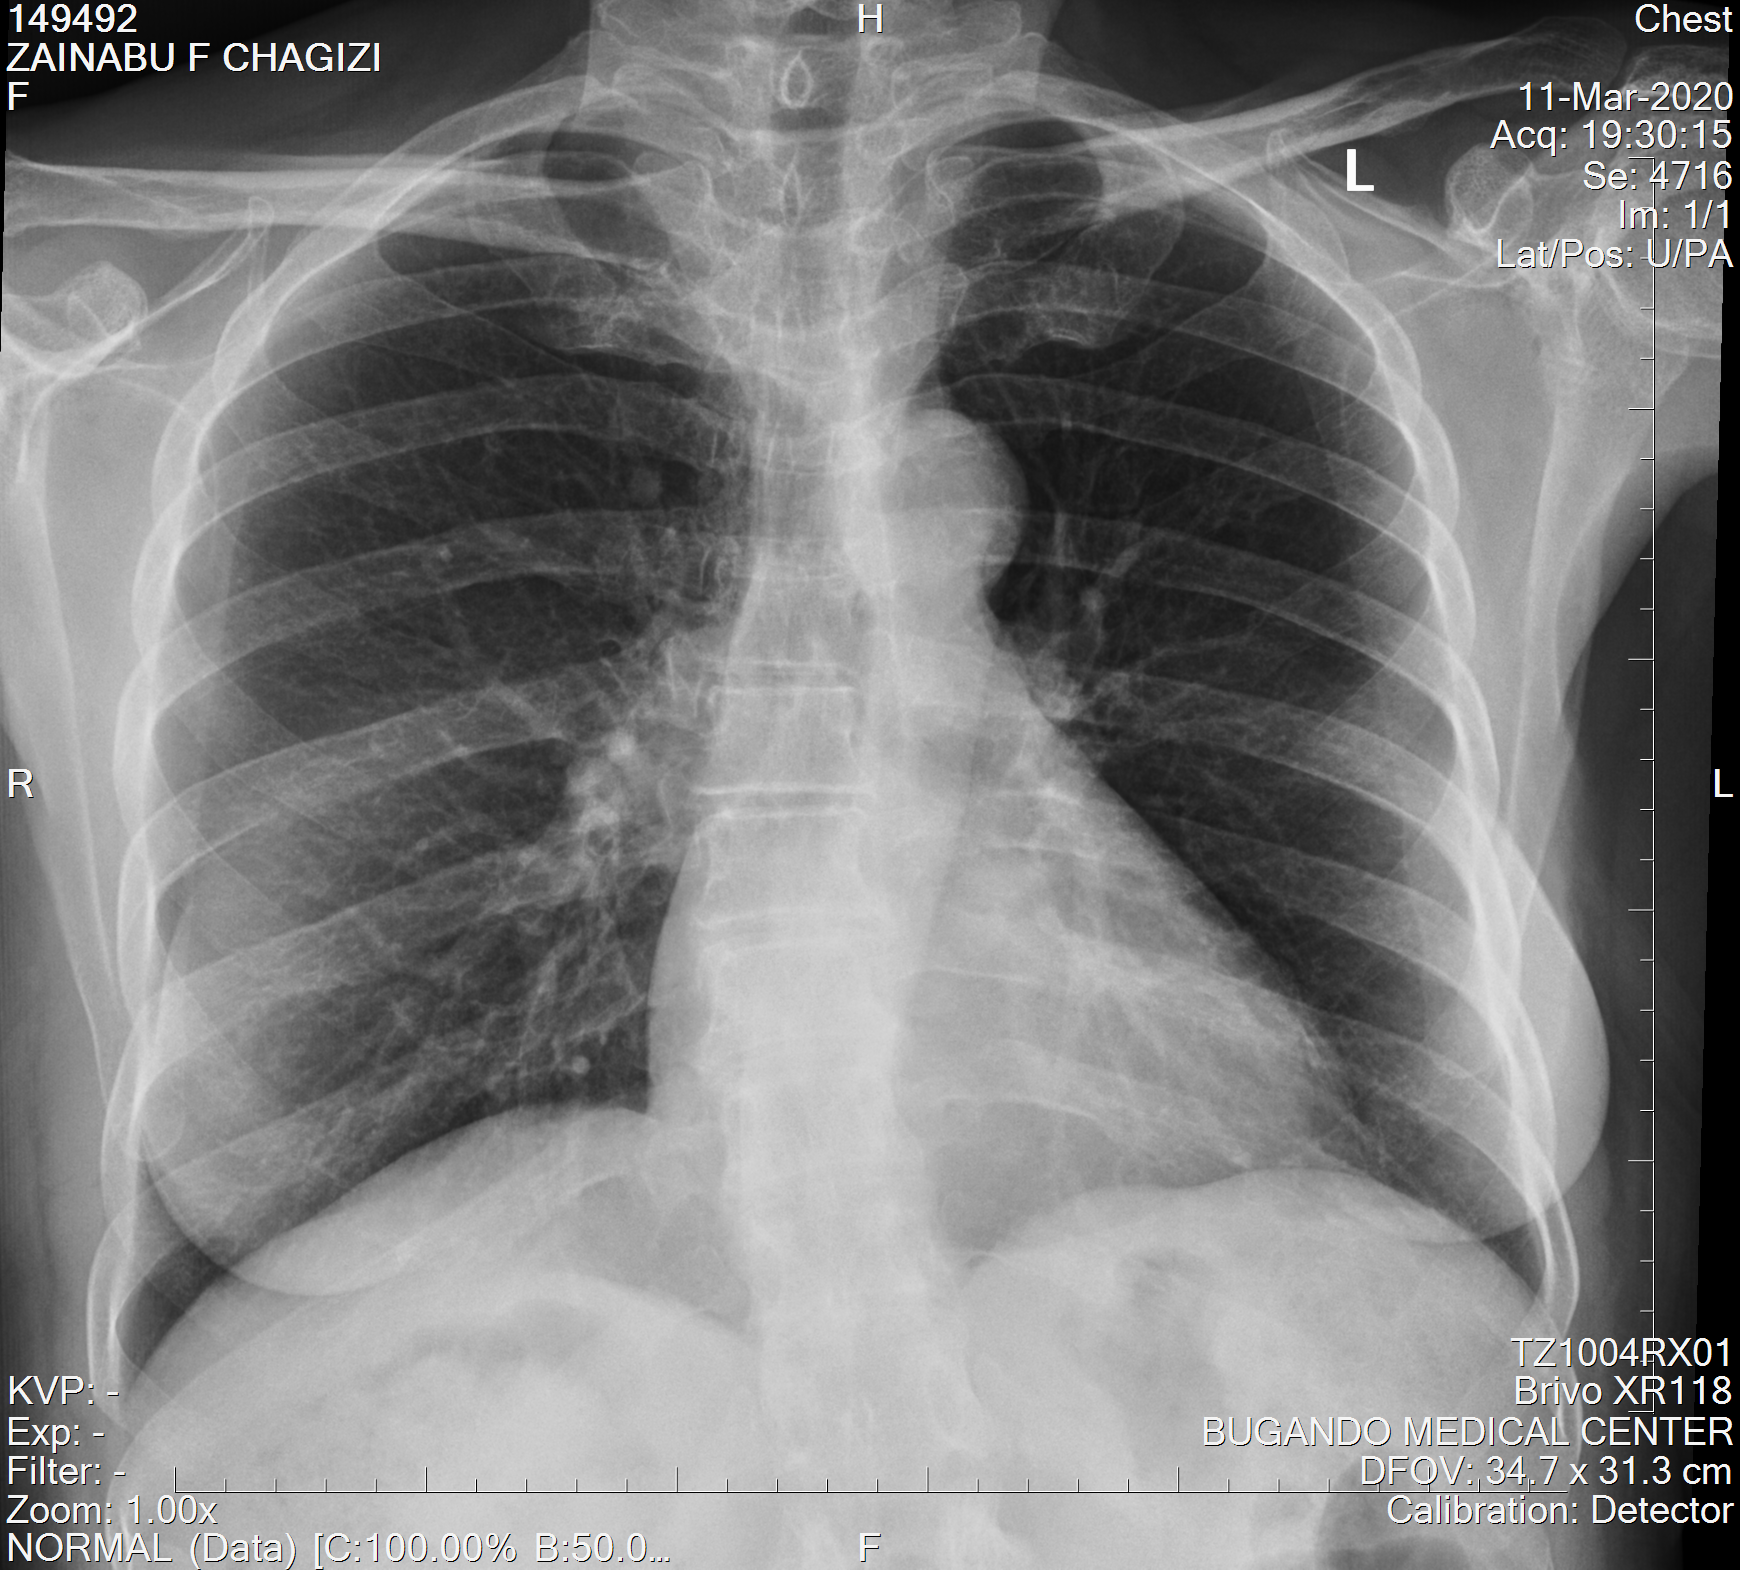 149492
ZAINABU F CHAGIZI
F
H
Chest
11-Mar-2020
Acq: 19:30:15
Se: 4716
Im: 1/1
Lat/Pos: U/PA
L
R
L
KVP: -
Exp: -
Filter: -
Zoom: 1.00x
NORMAL (Data) [C:100.00% B:50.0...
F
TZ1004RX01
Brivo XR118
BUGANDO MEDICAL CENTER
DFOV: 34.7 x 31.3 cm
Calibration: Detector